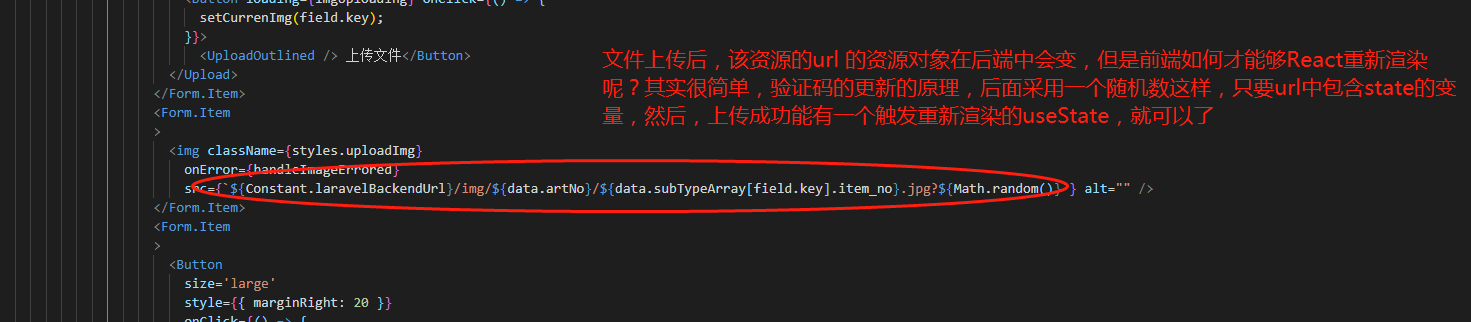 <Button loading={imgUploading} onClick={() => {
setCurrenImg(field.key);
}}>
<UploadOutlined /> 上传文件</Button>
文件上传后，该资源的url 的资源对象在后端中会变，但是前端如何才能够React重新渲染
</Upload>
呢？其实很简单，验证码的更新的原理，后面采用一个随机数这样，只要url中包含state的变
</Form.Item>
量，然后，上传成功能有一个触发重新渲染的useState，就可以了
<Form.Item
>
<img className={styles.uploadImg}
onError={handleImageErrored}
src={`${Constant.laravelBackendUrl}/img/${data.artNo}/${data.subTypeArray[field.key].item_no}.jpg?${Math.random()}`} alt="" />
</Form.Item>
<Form.Item
>
<Button
size='large'
style={{ marginRight: 20 }}
onClick={() => {